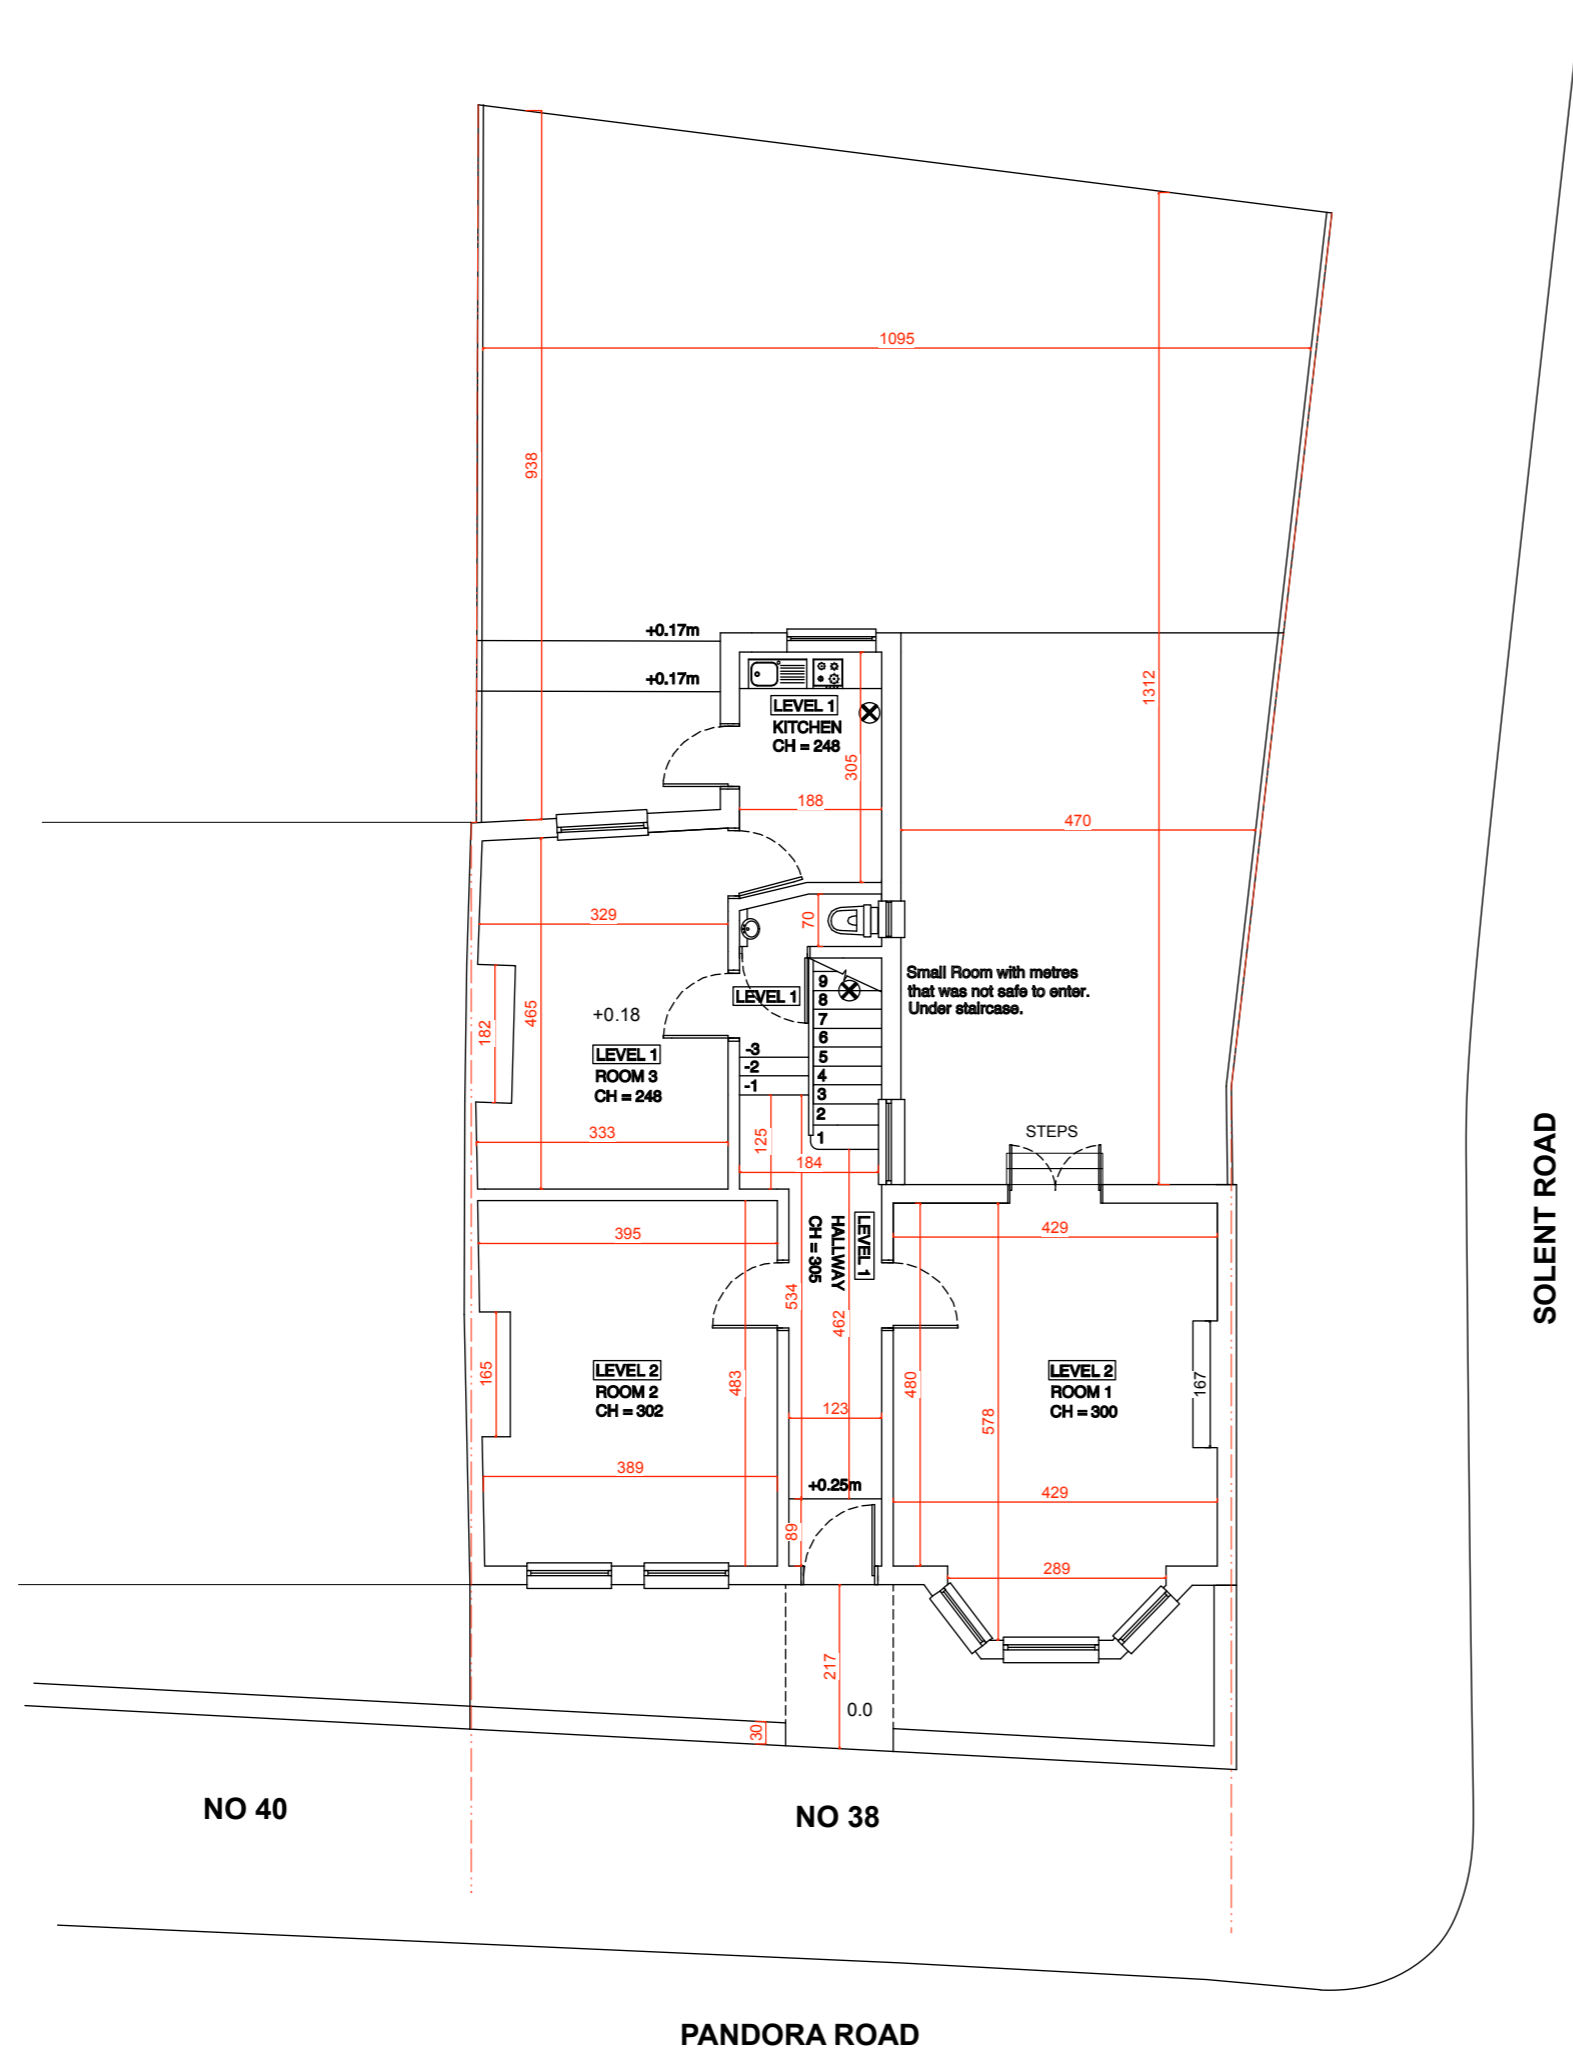 1095
938
1312
+0.17m
+0.17m
LEVEL 1
KITCHEN
CH = 248
305
188
470
329
70
465
182
+0.18
LEVEL 1
ROOM 3
CH = 248
333
LEVEL 1
Small Room with metres
that was not safe to enter.
Under staircase.
9
8
7
6
5
4
3
2
1
-3
-2
-1
125
184
STEPS
LEVEL 1
HALLWAY
CH = 305
534
462
395
429
165
483
LEVEL 2
ROOM 2
CH = 302
480
578
LEVEL 2
ROOM 1
CH = 300
167
123
389
+0.25m
429
89
289
217
0.0
30
NO 40
NO 38
SOLENT ROAD
PANDORA ROAD